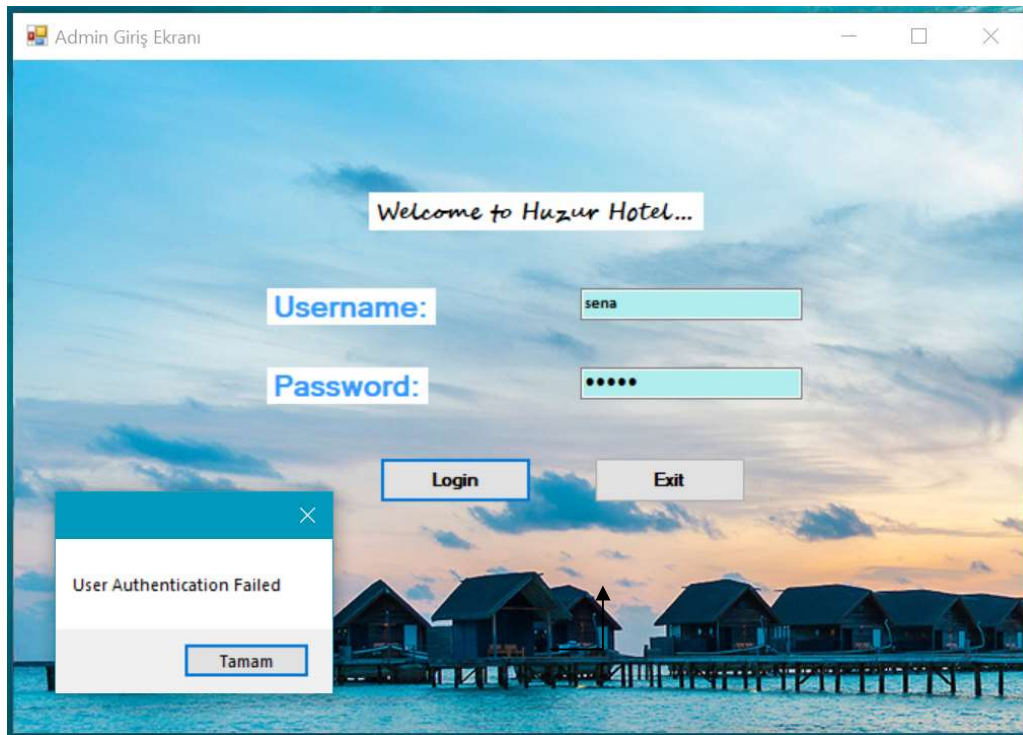 Admin Giriş Ekranı
Welcome to Huzur Hotel...
Username:
sena
Password:
•••••
Login
Exit
User Authentication Failed
Tamam